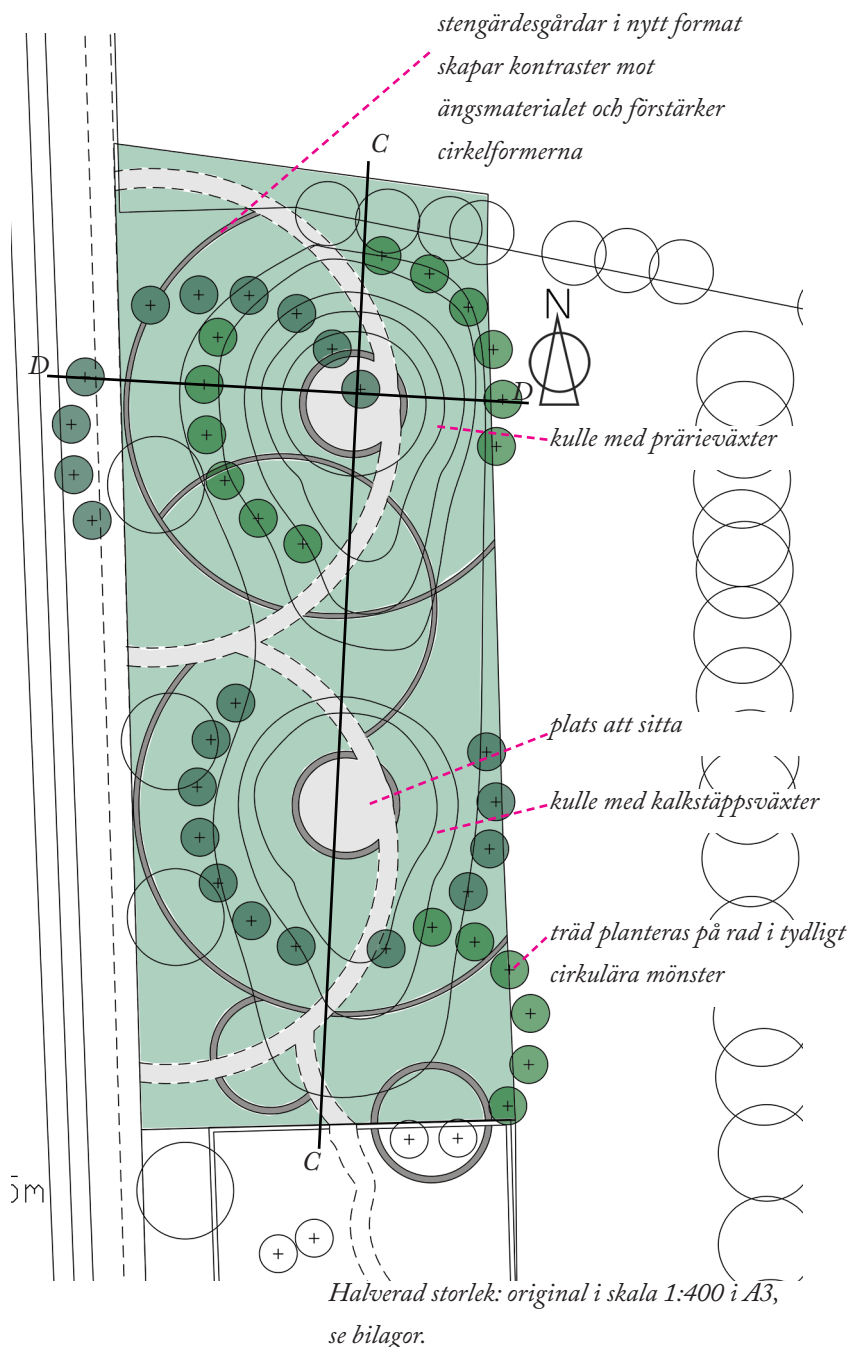 stengärdesgårdar i nytt format
skapar kontraster mot
ängsmaterialet och förstärker
cirkelformerna
C
N
D
D
kulle med prärieväxter
plats att sitta
kulle med kalkstäppsväxter
träd planteras på rad i tydligt
cirkulära mönster
C
öm
Halverad storlek: original i skala 1:400 i A3,
se bilagor.